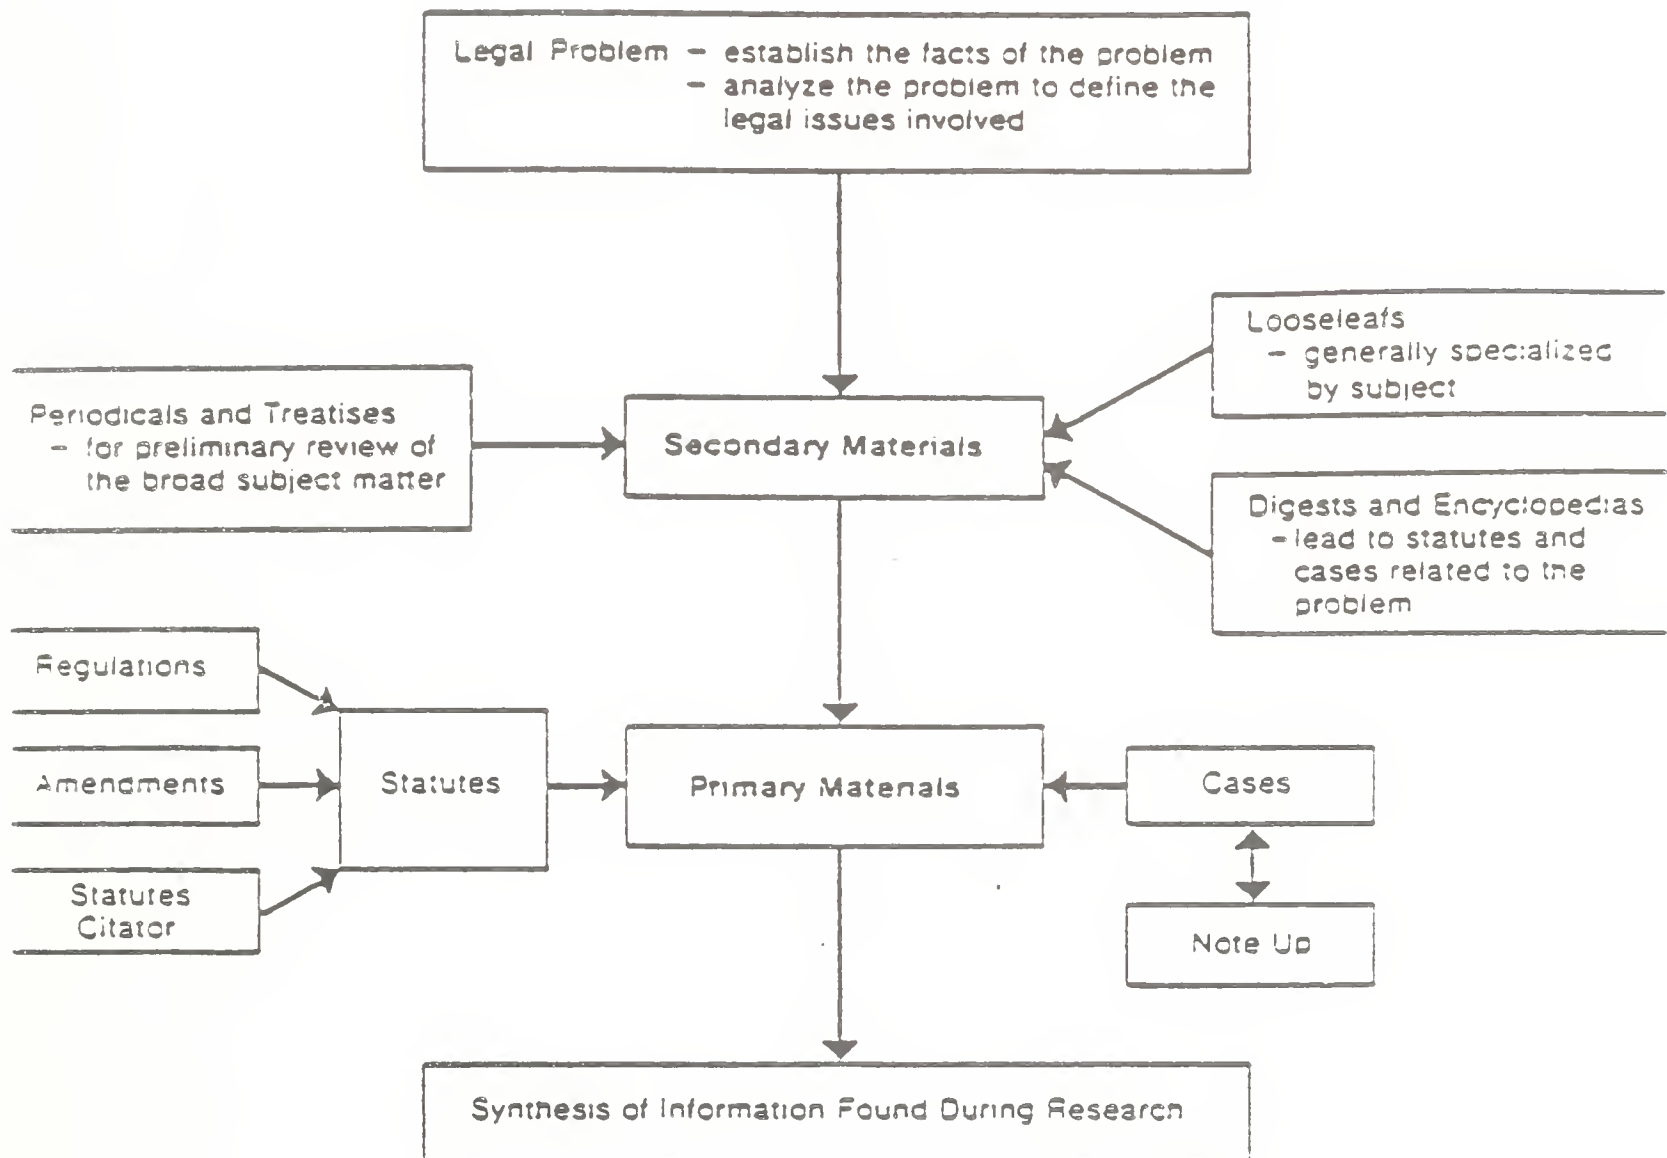 Legal Problem – establish the facts of the problem
– analyze the problem to define the
legal issues involved
Looseleafs
– generally specialized
by subject
Periodicals and Treatises
– for preliminary review of
the broad subject matter
Secondary Materials
Digests and Encyclopedias
– lead to statutes and
cases related to the
problem
Regulations
Amendments
Statutes
Primary Materials
Cases
Statutes
Citator
Note Up
Synthesis of Information Found During Research